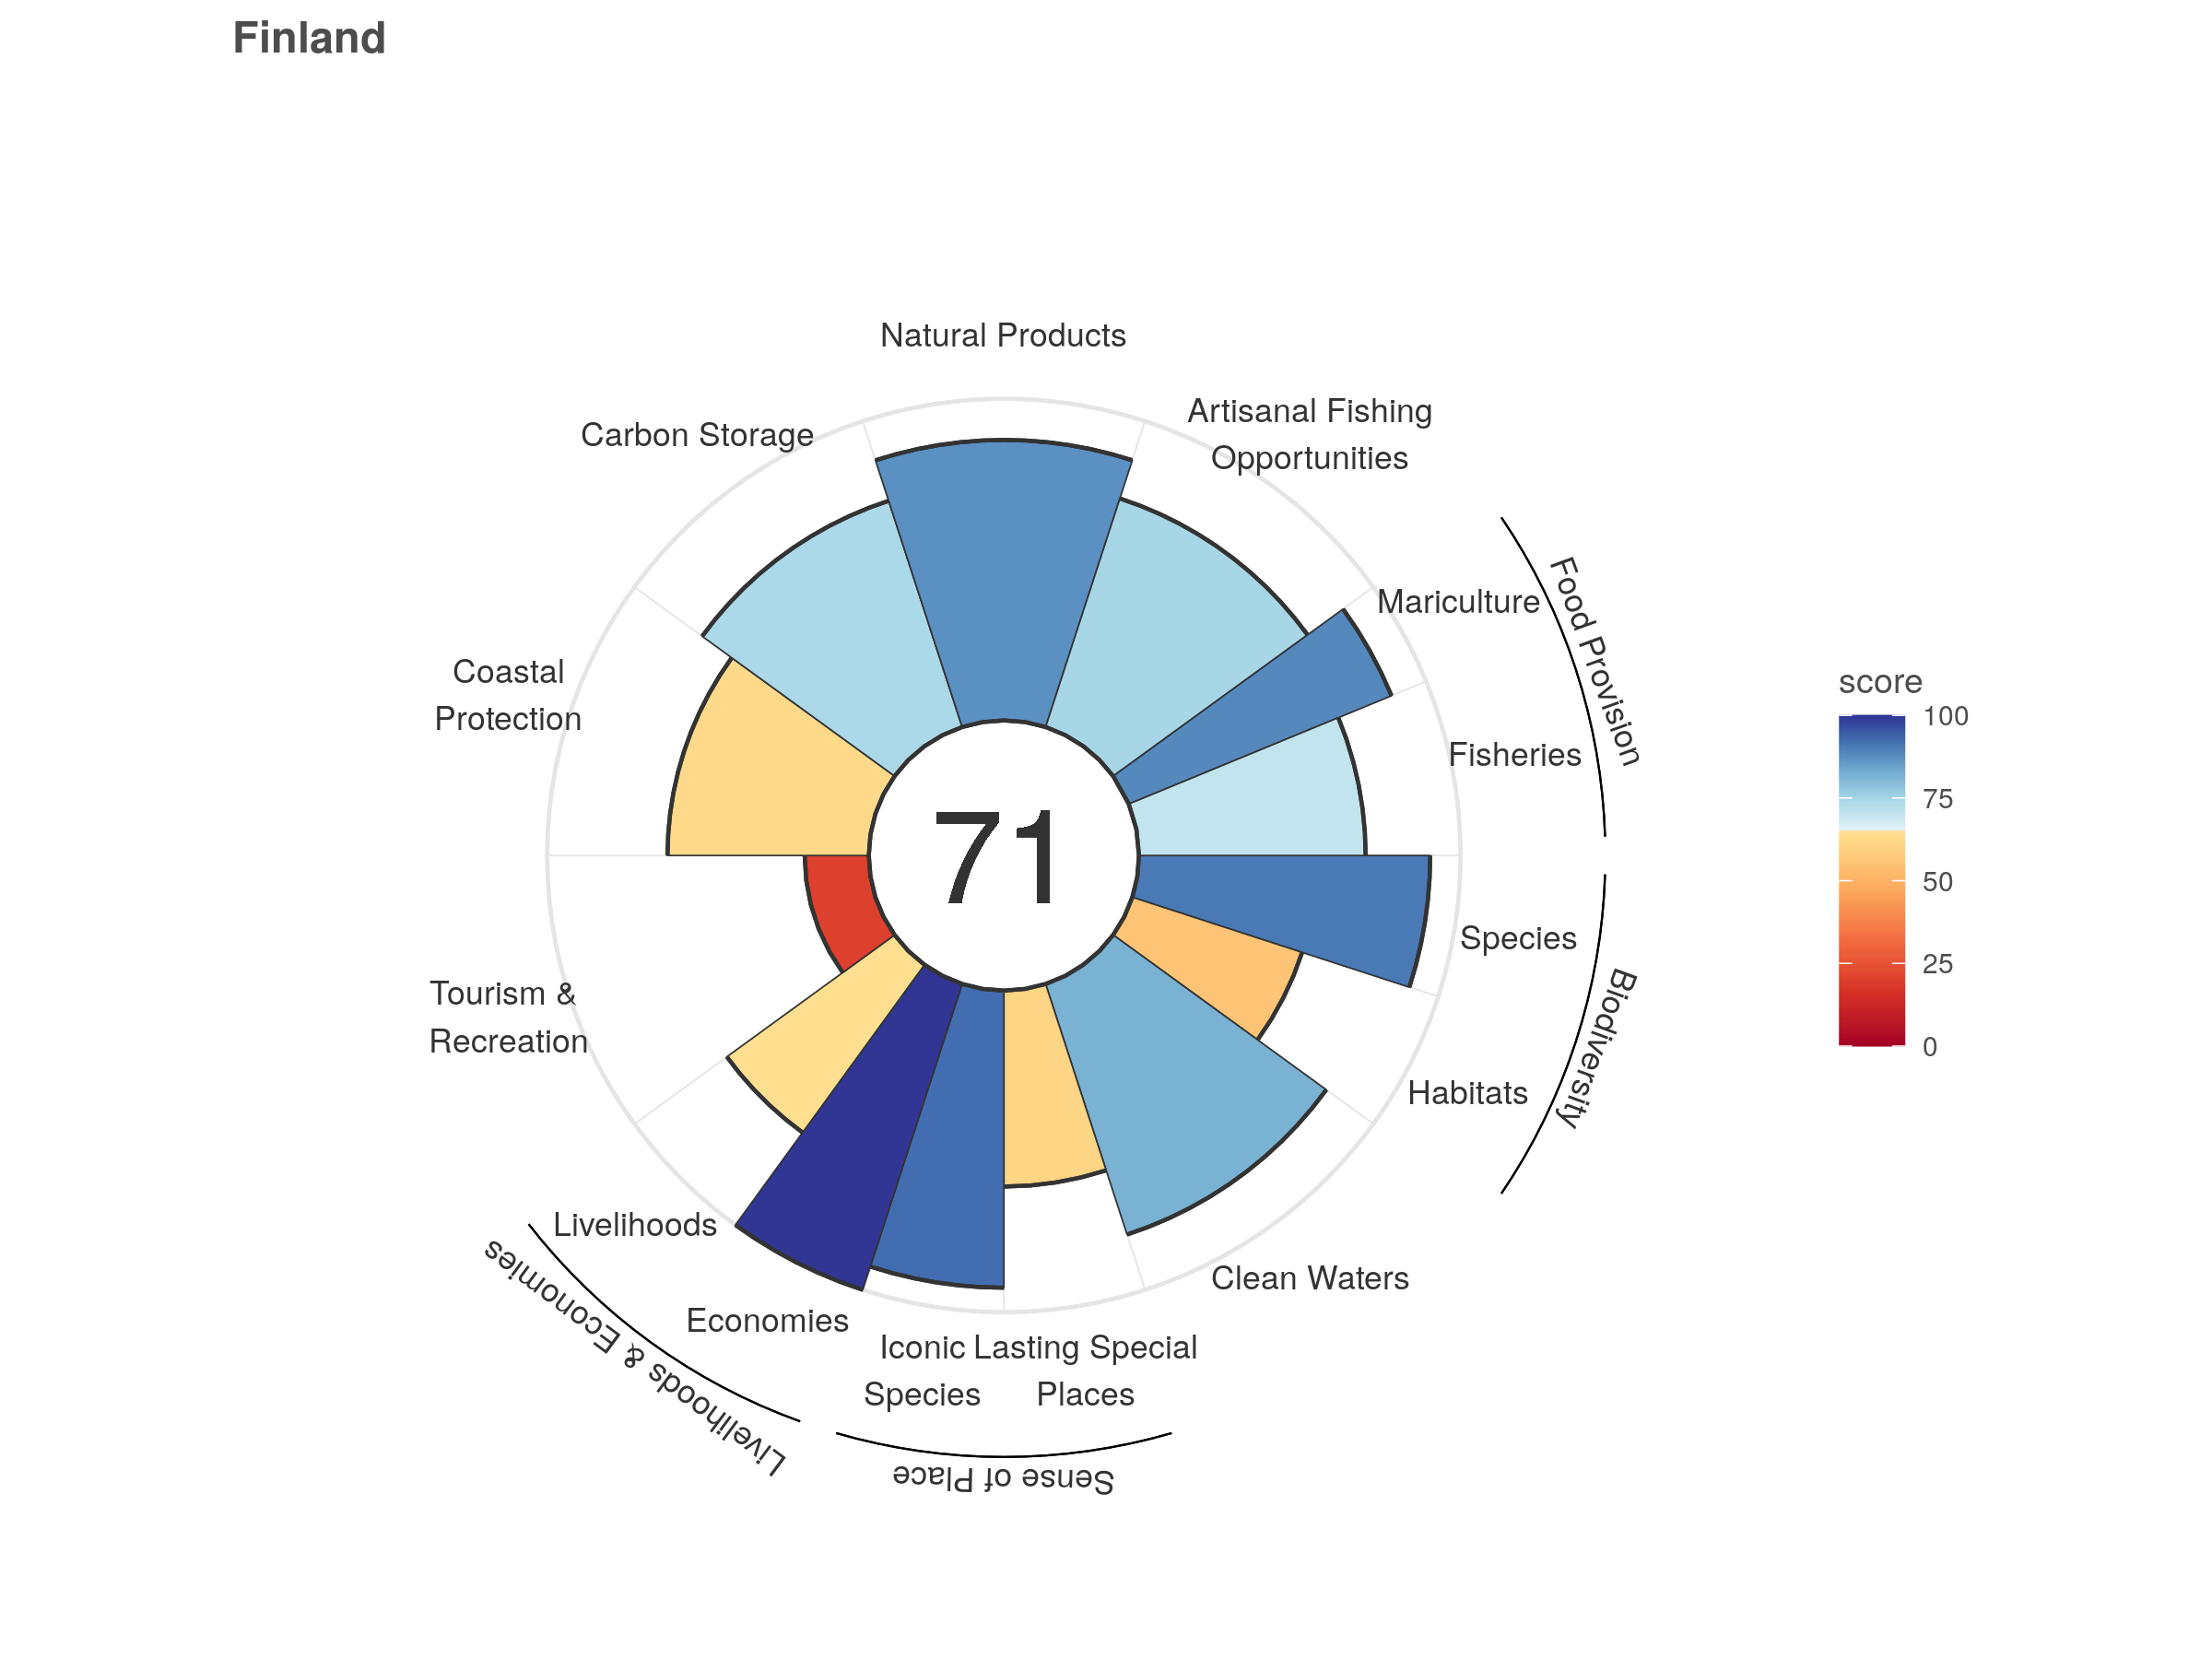 Finland
Natural Products
Artisanal Fishing
Opportunities
Carbon Storage
Mariculture
Food Provision
Coastal
Protection
Fisheries
score
100
75
50
25
0
71
Species
Biodiversity
Tourism &
Recreation
Habitats
Livelihoods
Clean Waters
Economies
Livelihoods & Economies
Iconic
Species
Lasting Special
Places
Sense of Place